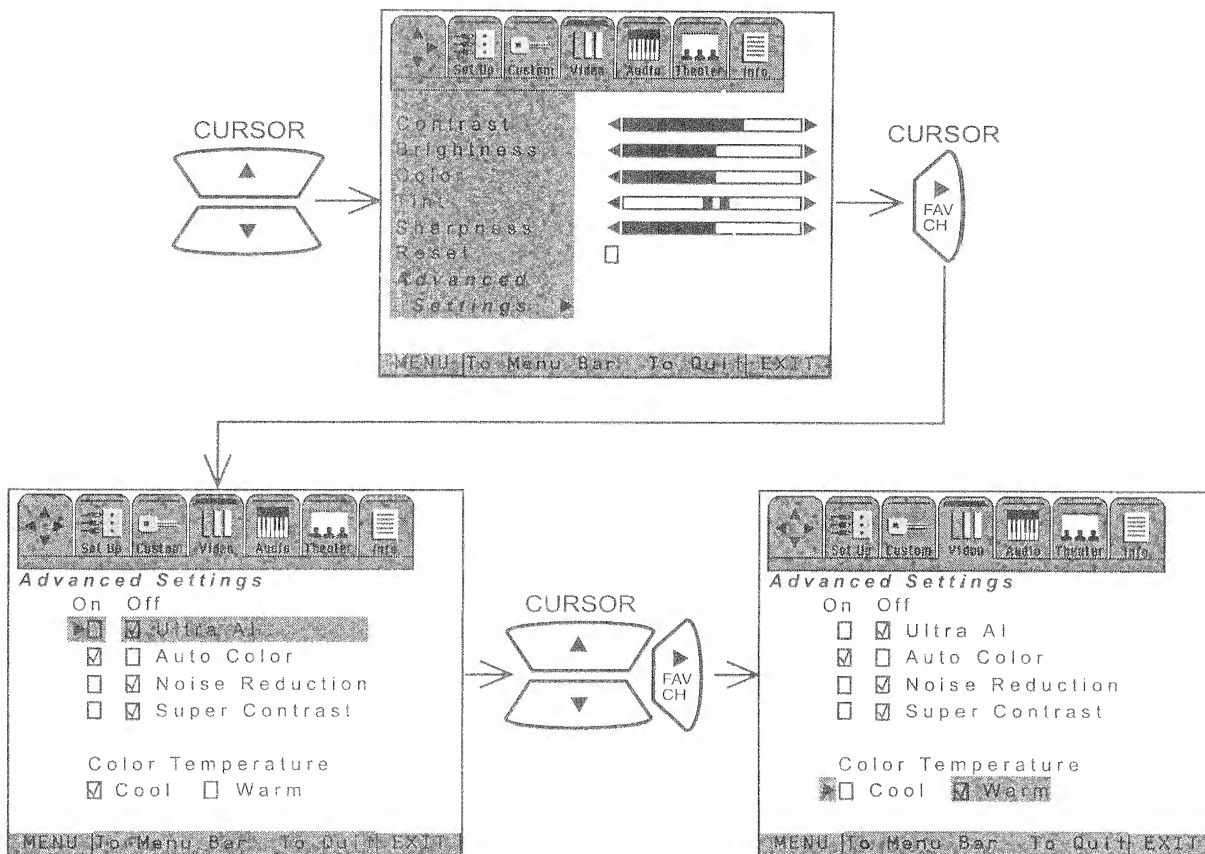 Set Up Custom Video Audio Theater Info
CURSOR
Contrast
Brightness
Color
Tint
Sharpness
Reset
Advanced
Settings
MENU To Menu Bar To Quit EXIT
CURSOR
FAV
CH
Set Up Custom Video Audio Theater Info
Advanced Settings
On Off
Ultra AI
Auto Color
Noise Reduction
Super Contrast
Color Temperature
Cool Warm
MENU To Menu Bar To Quit EXIT
CURSOR
FAV
CH
Set Up Custom Video Audio Theater Info
Advanced Settings
On Off
Ultra AI
Auto Color
Noise Reduction
Super Contrast
Color Temperature
Cool Warm
MENU To Menu Bar To Quit EXIT